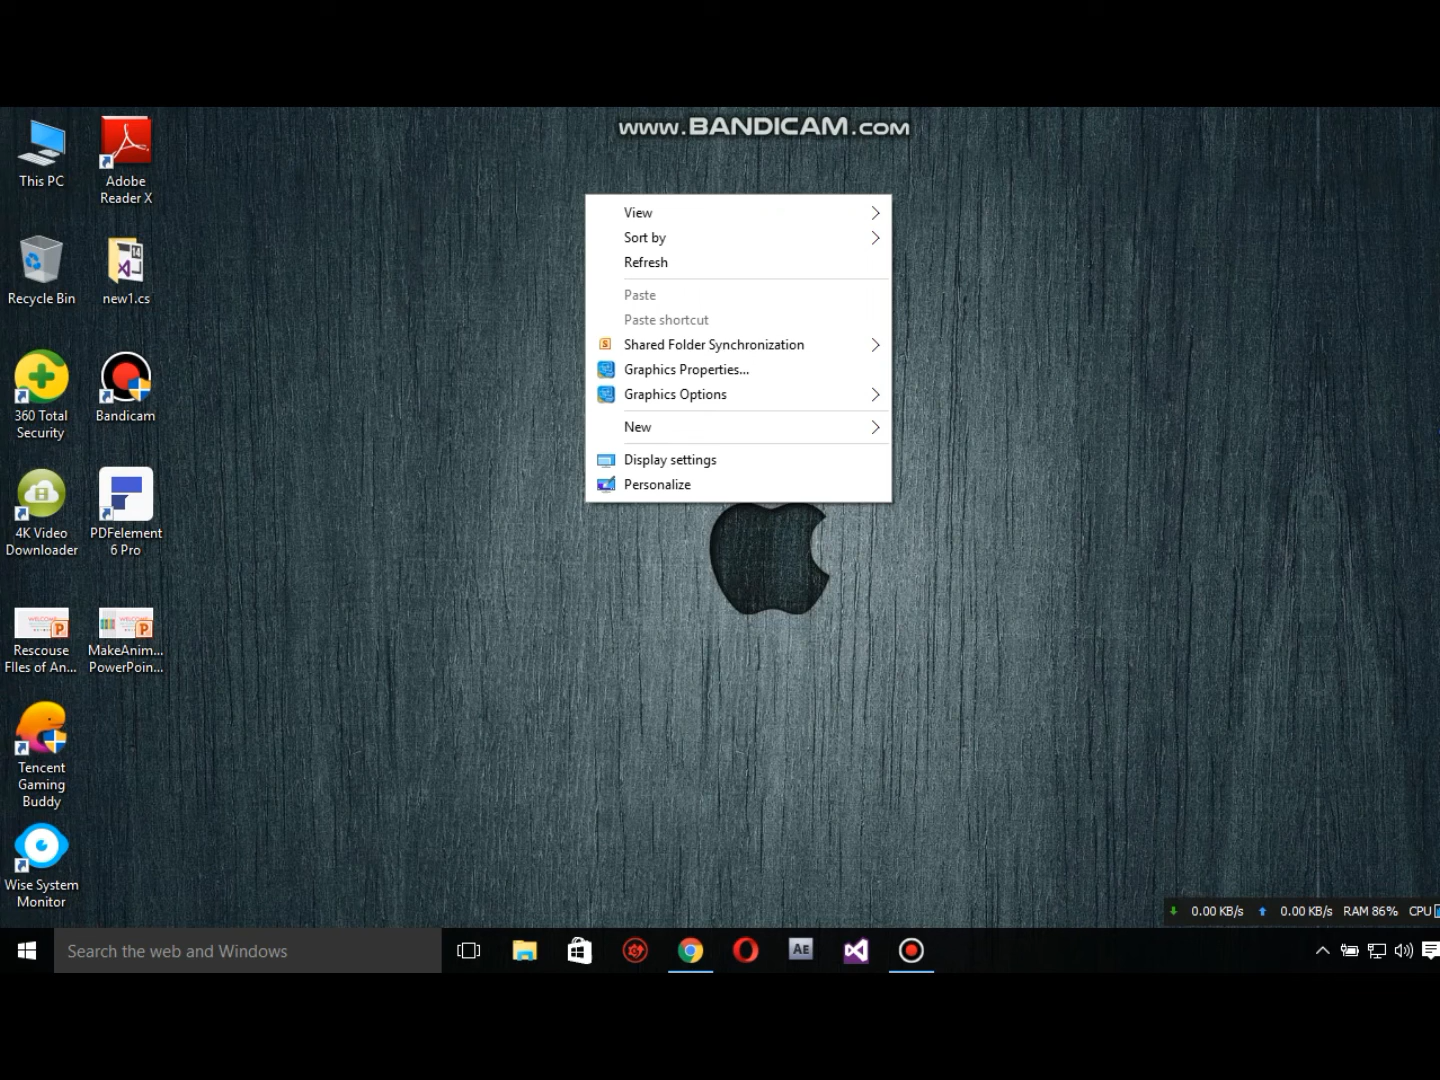 www.BANDICAM.com
This PC
Adobe
Reader X
Recycle Bin
new1.cs
14
360 Total
Security
Bandicam
4K Video
Downloader
PDFelement
6 Pro
WELCOME
P
P
Rescouse
FIles of An...
MakeAnim...
PowerPoin...
Tencent
Gaming
Buddy
Wise System
Monitor
View
Sort by
Refresh
Paste
Paste shortcut
S
Shared Folder Synchronization
Graphics Properties...
Graphics Options
New
Display settings
Personalize
0.00 KB/s
0.00 KB/s
RAM 86%
CPU
Search the web and Windows
AE